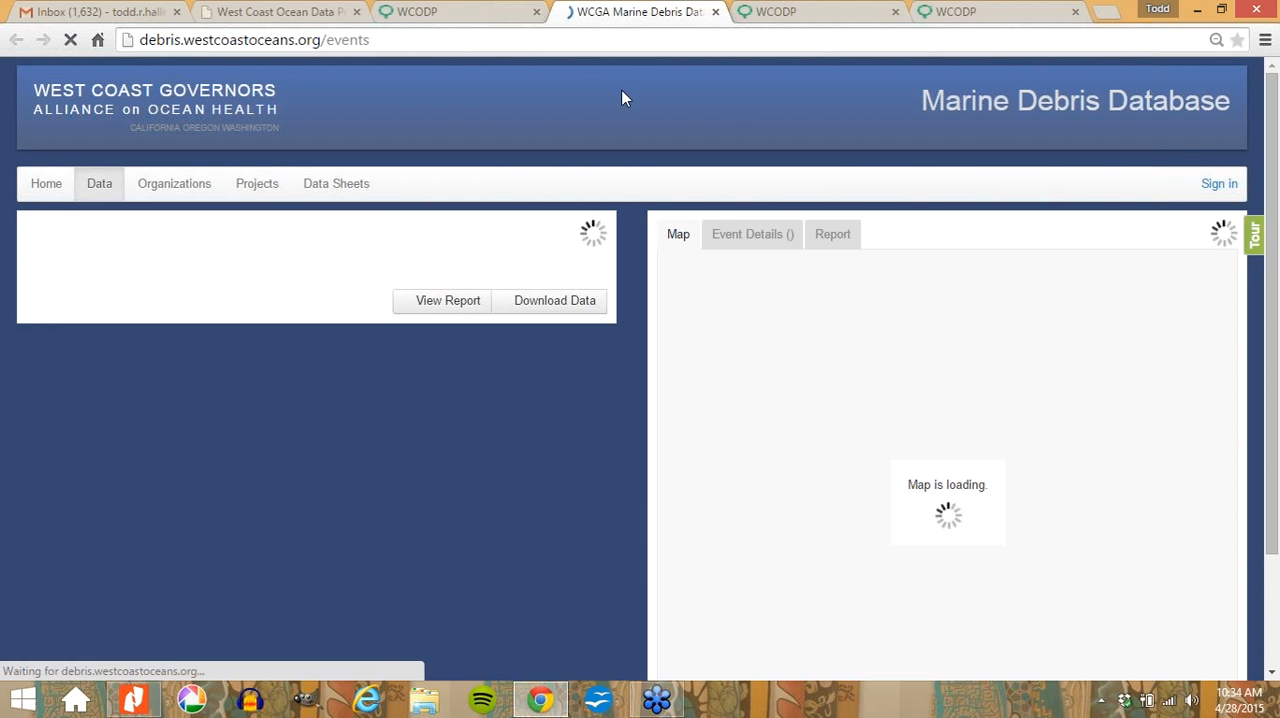 Inbox (1,632) - todd.r.hall
West Coast Ocean Data P
WCODP
WCGA Marine Debris Dat
WCODP
WCODP
Todd
debris.westcoastoceans.org/events
WEST COAST GOVERNORS
ALLIANCE on OCEAN HEALTH
CALIFORNIA OREGON WASHINGTON
Marine Debris Database
Home
Data
Organizations
Projects
Data Sheets
Sign in
Map
Event Details ()
Report
Tour
View Report
Download Data
Map is loading.
Waiting for debris.westcoastoceans.org...
10:34 AM
4/28/2015